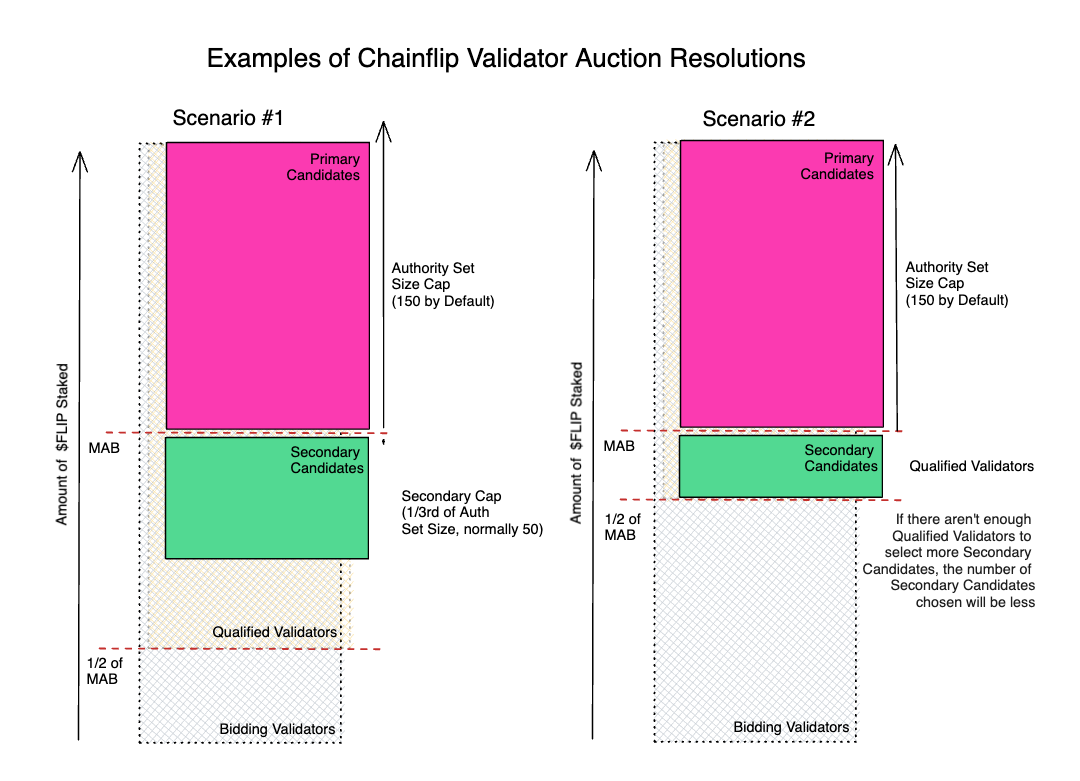 Examples of Chainflip Validator Auction Resolutions
Scenario #1
Primary
Candidates
Authority Set
Size Cap
(150 by Default)
Amount of $FLIP Staked
MAB
Secondary
Candidates
Secondary Cap
(1/3rd of Auth
Set Size, normally 50)
Qualified Validators
1/2 of
MAB
Bidding Validators
Scenario #2
Primary
Candidates
Authority Set
Size Cap
(150 by Default)
Amount of $FLIP Staked
MAB
Secondary
Candidates
Qualified Validators
1/2 of
MAB
If there aren't enough
Qualified Validators to
select more Secondary
Candidates, the number of
Secondary Candidates
chosen will be less
Bidding Validators